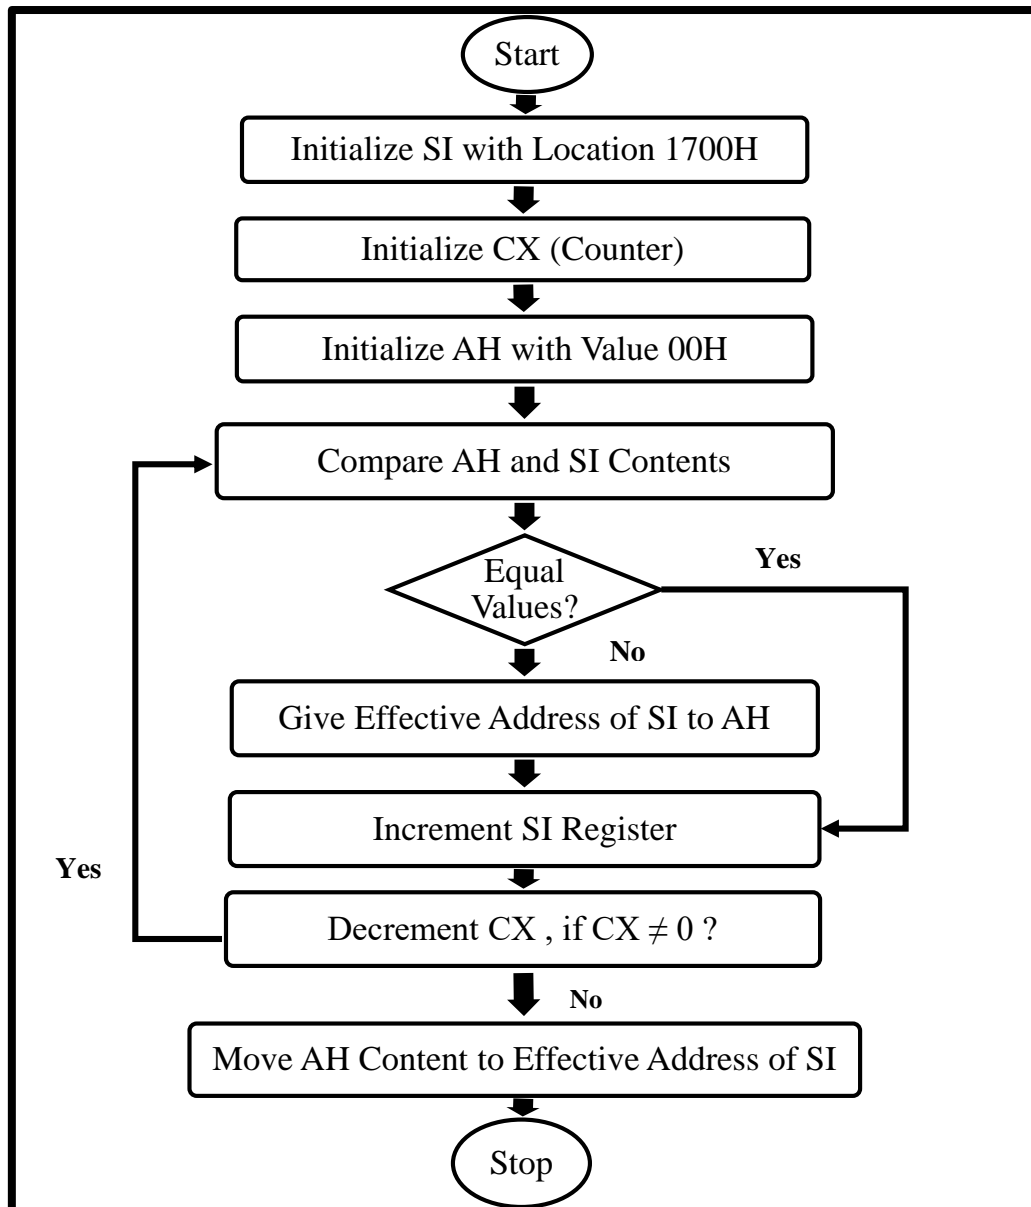 Start
Initialize SI with Location 1700H
Initialize CX (Counter)
Initialize AH with Value 00H
Compare AH and SI Contents
Equal
Values?
Yes
No
Give Effective Address of SI to AH
Increment SI Register
Yes
Decrement CX , if CX ≠ 0 ?
No
Move AH Content to Effective Address of SI
Stop